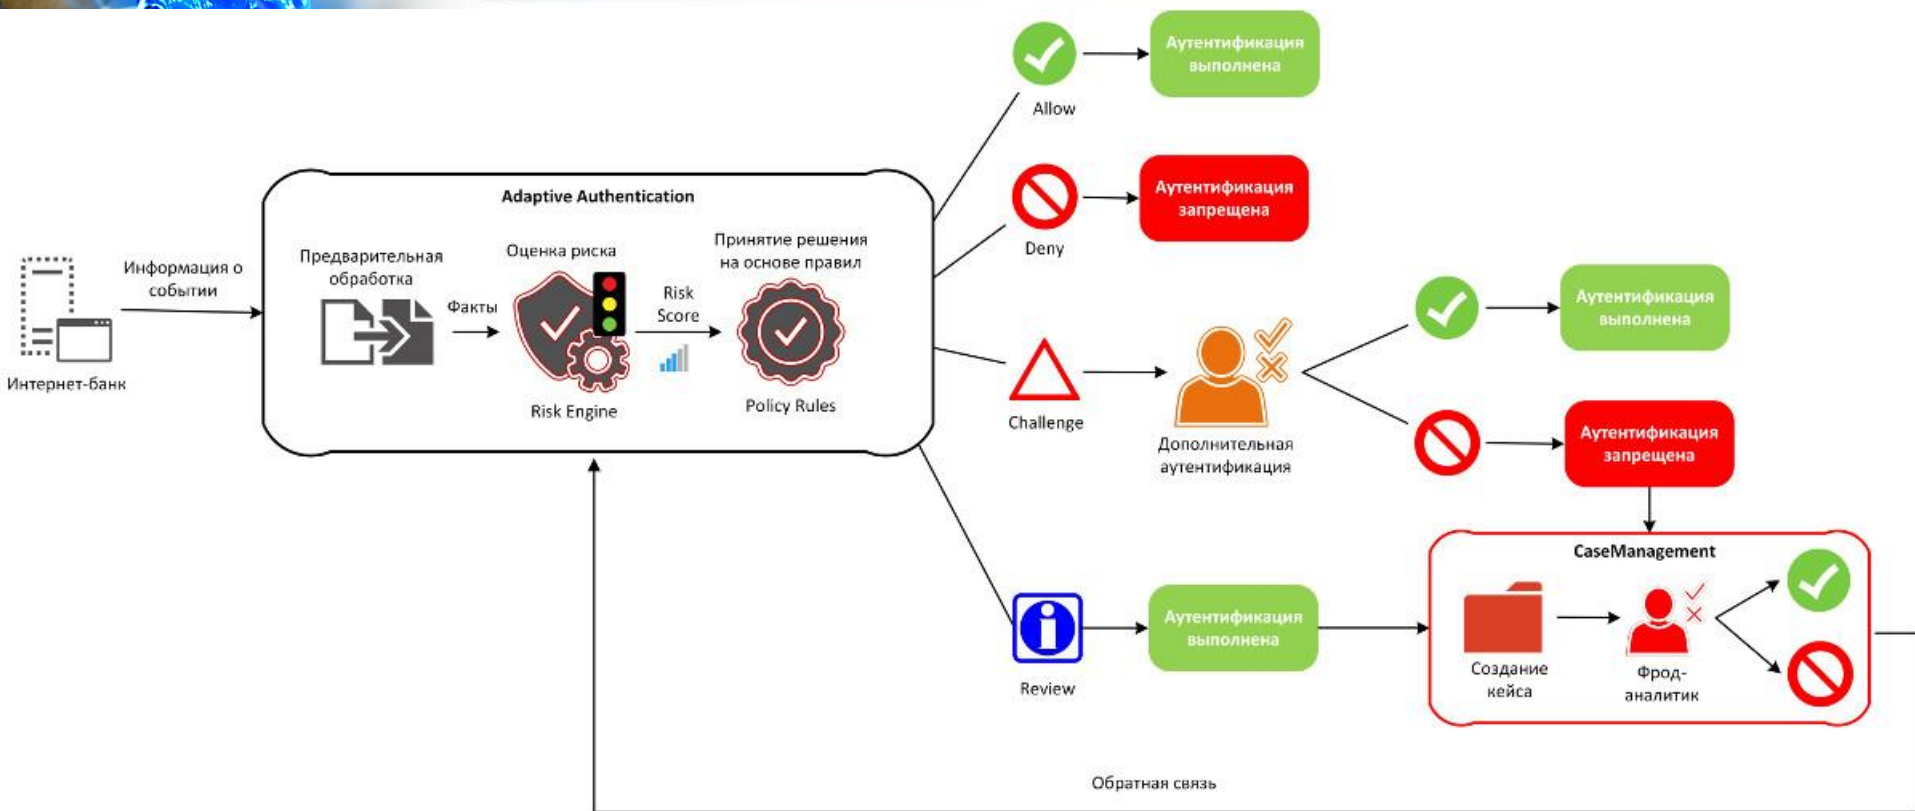 Аутентификация
выполнена
Allow
Adaptive Authentication
Аутентификация
запрещена
Deny
Интернет-банк
Информация о
событии
Предварительная
обработка
Факты
Оценка риска
Risk Engine
Risk
Score
Принятие решения
на основе правил
Policy Rules
Challenge
Дополнительная
аутентификация
Аутентификация
выполнена
Аутентификация
запрещена
Review
Аутентификация
выполнена
CaseManagement
Создание
кейса
Фрод-
аналитик
Обратная связь